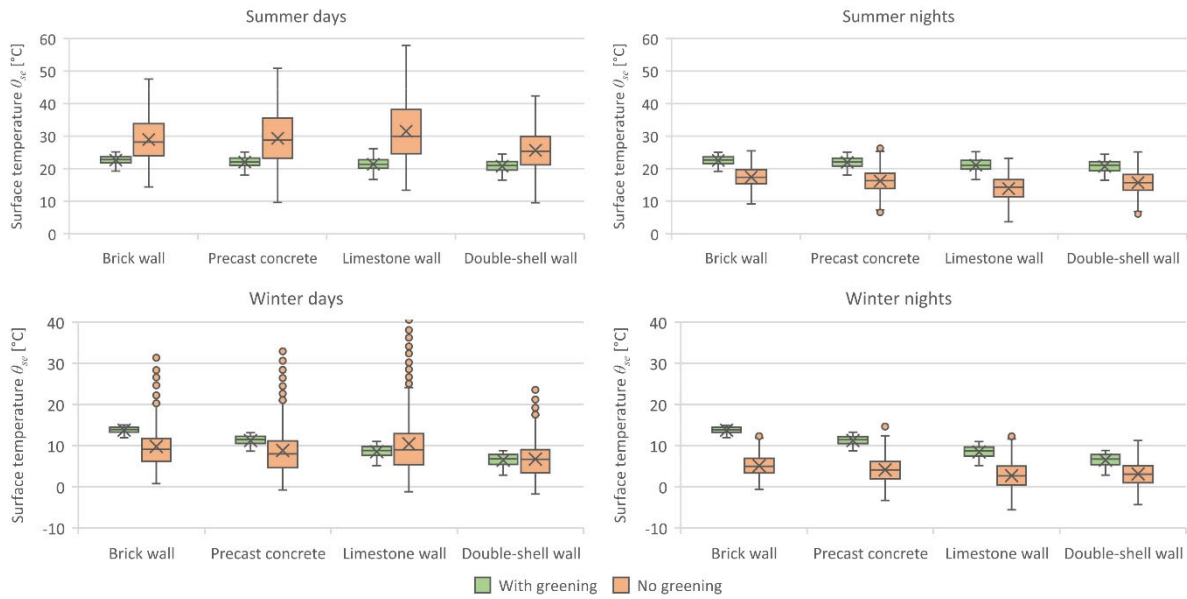 Summer days
Surface temperature θse [°C]
60
50
40
30
20
10
0
Brick wall Precast concrete Limestone wall Double-shell wall
Summer nights
Surface temperature θse [°C]
60
50
40
30
20
10
0
Brick wall Precast concrete Limestone wall Double-shell wall
Winter days
Surface temperature θse [°C]
40
30
20
10
0
-10
Brick wall Precast concrete Limestone wall Double-shell wall
Winter nights
Surface temperature θse [°C]
40
30
20
10
0
-10
Brick wall Precast concrete Limestone wall Double-shell wall
With greening No greening